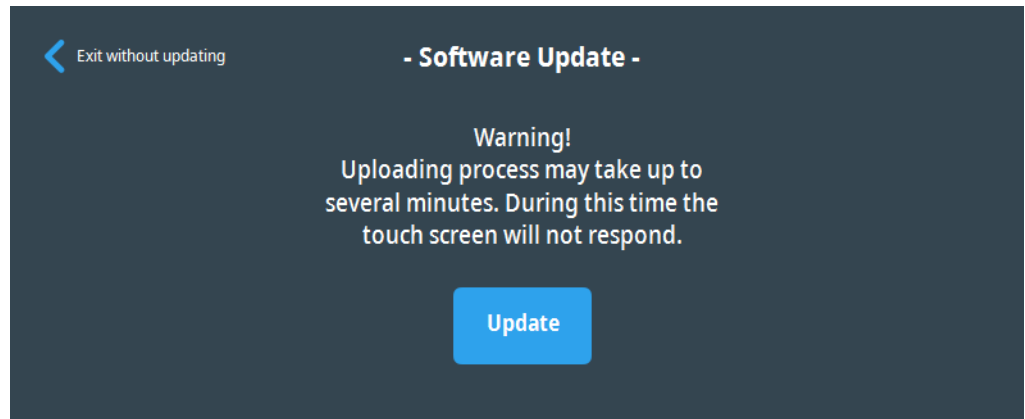 Exit without updating
- Software Update -
Warning!
Uploading process may take up to
several minutes. During this time the
touch screen will not respond.
Update